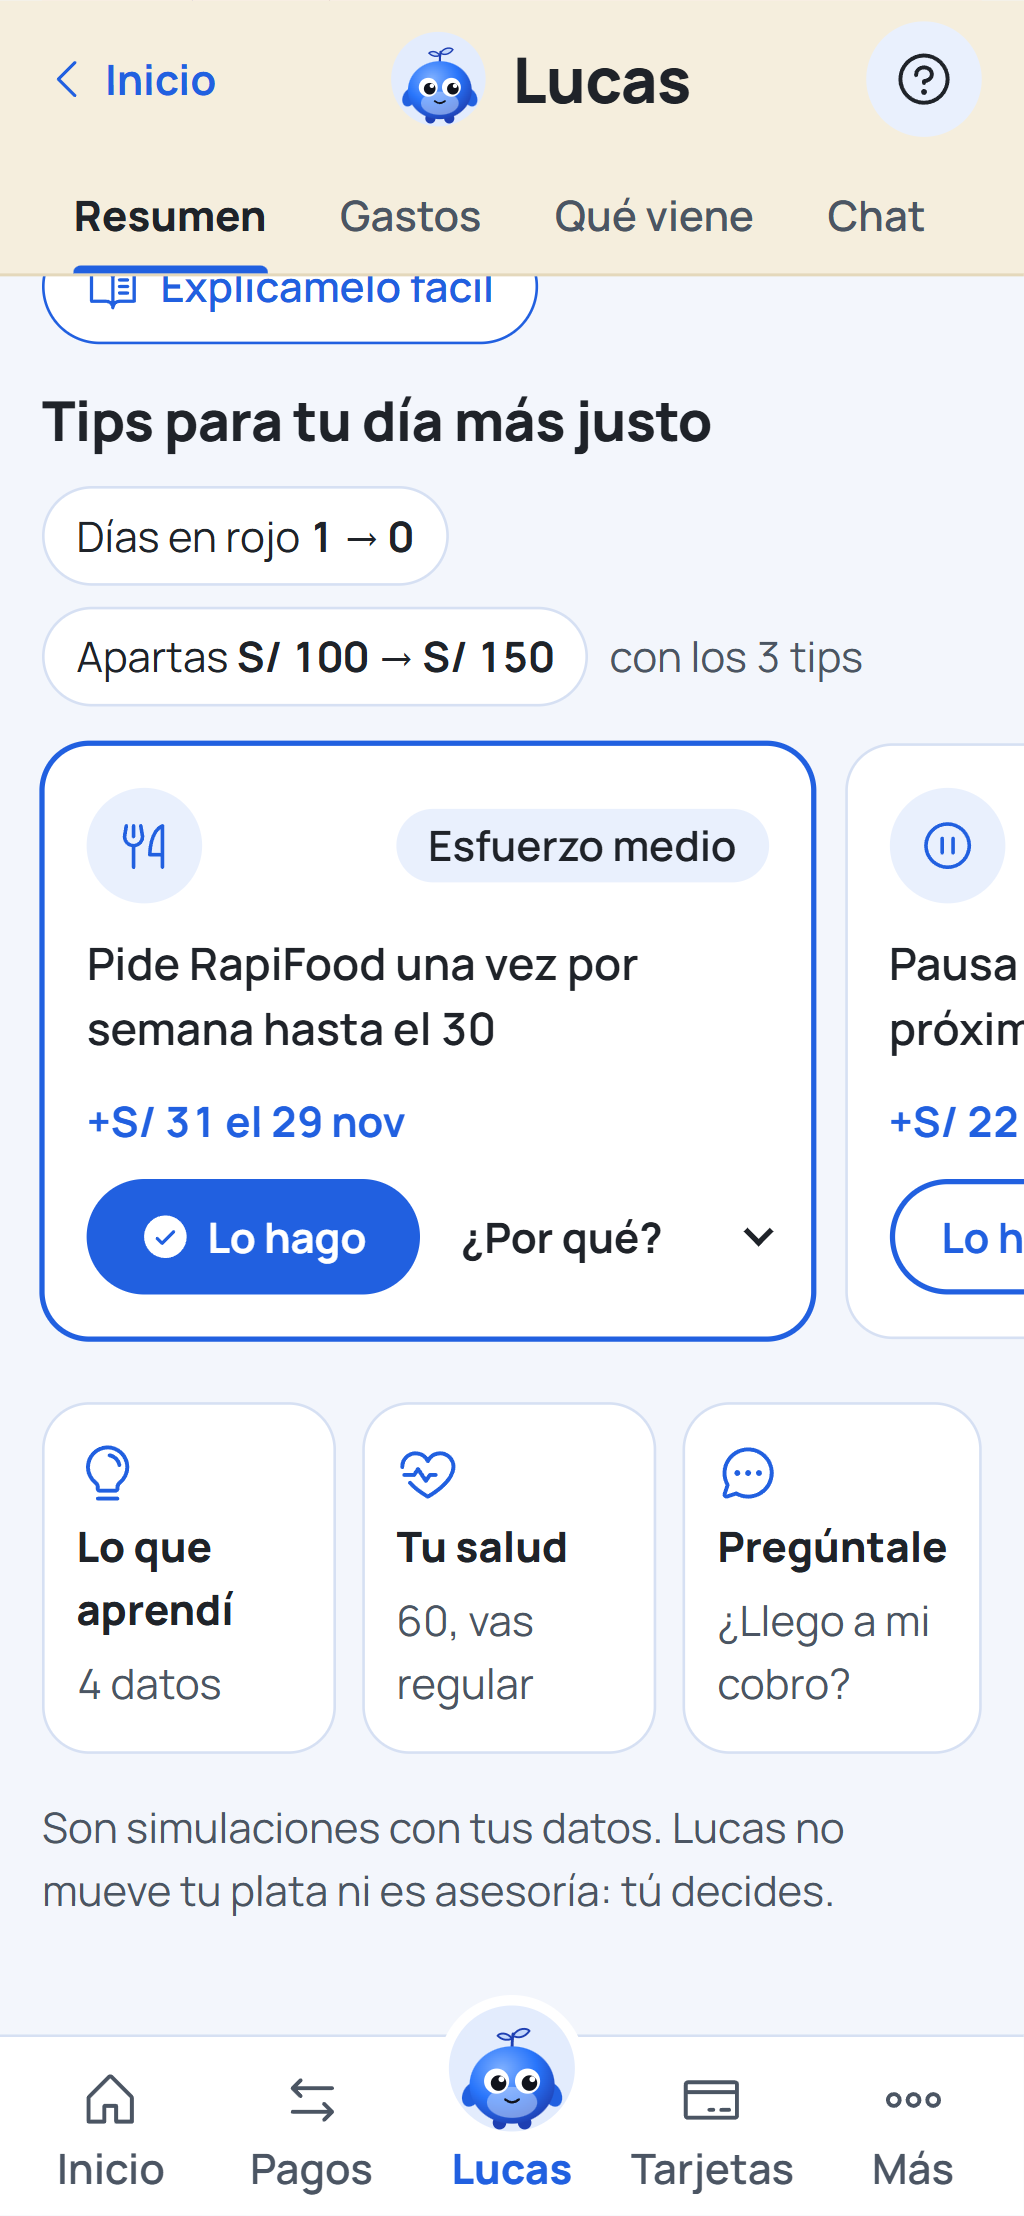 Inicio
Lucas
Resumen
Gastos
Qué viene
Chat
Explícamelo fácil
Tips para tu día más justo
Días en rojo 1 → 0
Apartas S/ 100 → S/ 150 con los 3 tips
Esfuerzo medio
Pide RapiFood una vez por
semana hasta el 30
+S/ 31 el 29 nov
Lo hago
¿Por qué?
Pausa
próxim
+S/ 22
Lo h
Lo que
aprendí
4 datos
Tu salud
60, vas
regular
Pregúntale
¿Llego a mi
cobro?
Son simulaciones con tus datos. Lucas no
mueve tu plata ni es asesoría: tú decides.
Inicio
Pagos
Lucas
Tarjetas
Más